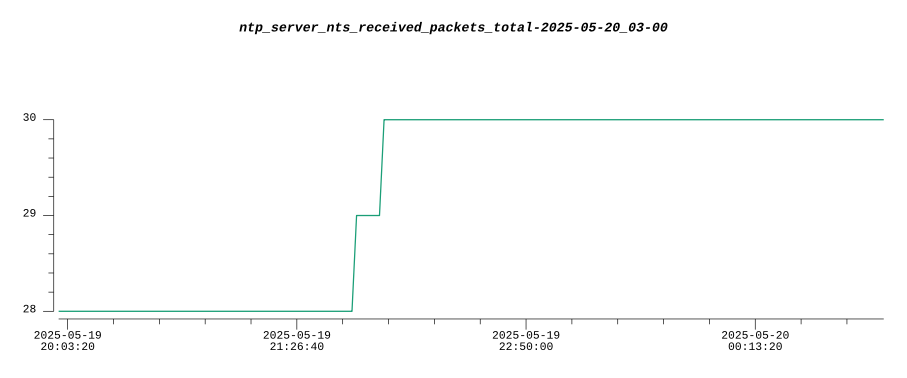 ntp_server_nts_received_packets_total-2025-05-20_03-00
30
29
28
2025-05-19 2025-05-19 2025-05-19 2025-05-20
20:03:20 21:26:40 22:50:00 00:13:20